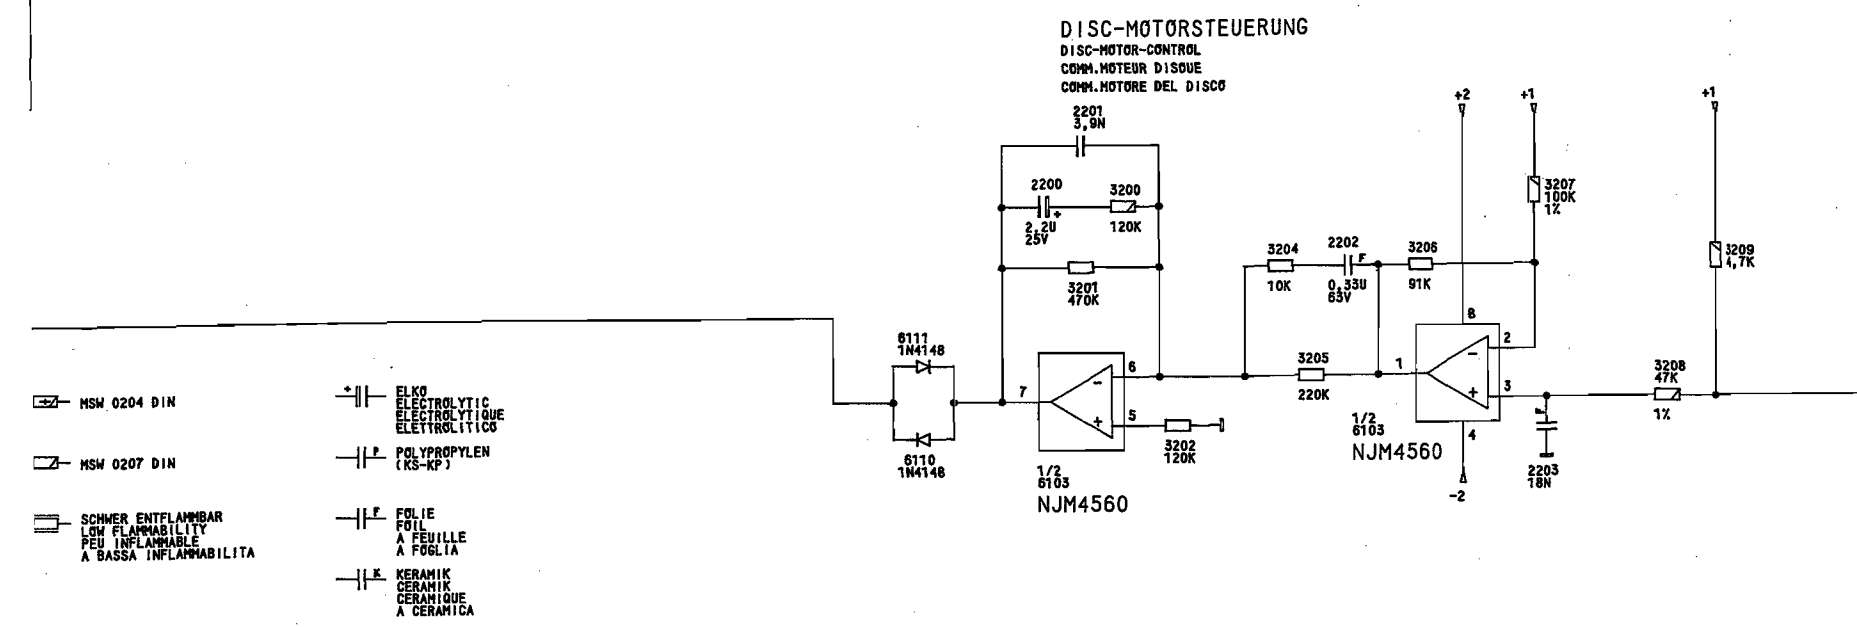 DISC-MOTORSTEUERUNG
DISC-MOTOR-CONTROL
COMM.MOTEUR DISQUE
COMM.MOTORE DEL DISCO
2201
3,9N
2200
2,2U
25V
+
3200
120K
3201
470K
+2
+1
+1
3207
100K
1%
3209
4,7K
3204
10K
2202
F
0,33U
63V
3206
91K
6111
1N4148
6110
1N4148
7
6
5
-
+
3202
120K
1/2
6103
NJM4560
3205
220K
1
8
2
3
4
-
+
-2
1/2
6103
NJM4560
3208
47K
1%
F
2203
18N
+ MSW 0204 DIN
MSW 0207 DIN
SCHWER ENTFLAMMBAR
LOW FLAMMABILITY
PEU INFLAMMABLE
A BASSA INFLAMMABILITA
+
ELKO
ELECTROLYTIC
ELECTROLYTIQUE
ELETTROLITICO
P
POLYPROPYLEN
(KS-KP)
F
FOLIE
FOIL
A FEUILLE
A FOGLIA
K
KERAMIK
CERAMIK
CERAMIQUE
A CERAMICA